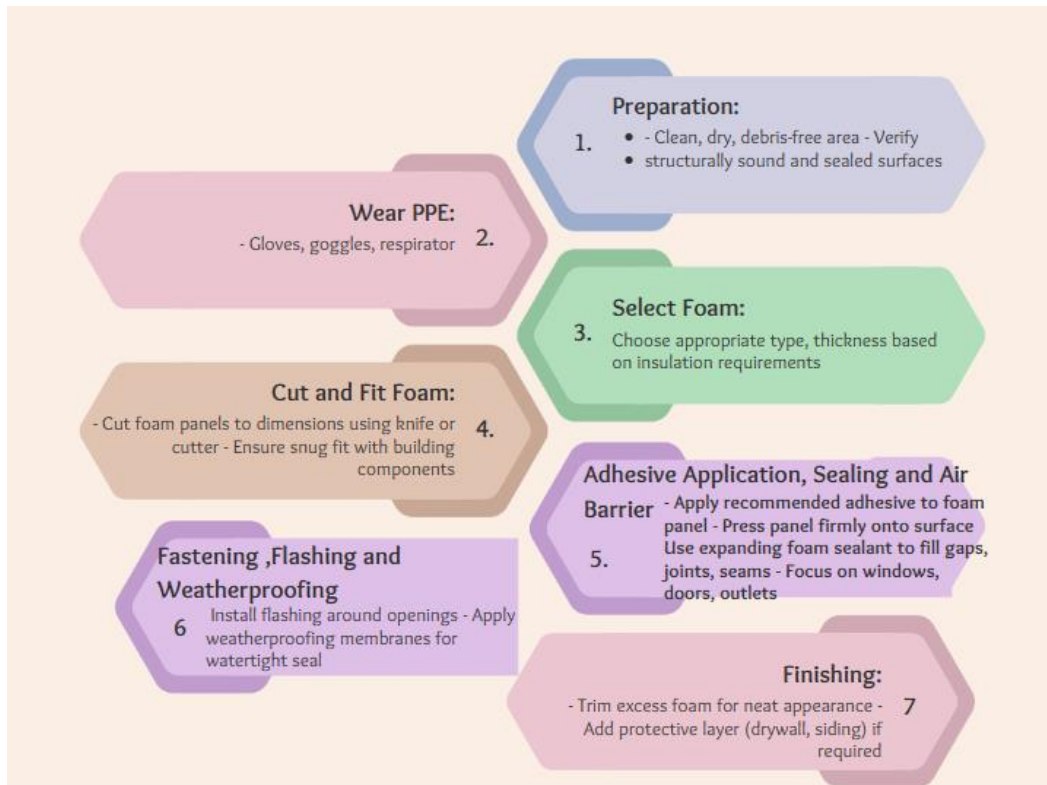 Preparation:
1.
• - Clean, dry, debris-free area - Verify
• structurally sound and sealed surfaces
Wear PPE:
- Gloves, goggles, respirator
2.
Select Foam:
3.
Choose appropriate type, thickness based
on insulation requirements
Cut and Fit Foam:
- Cut foam panels to dimensions using knife or
cutter - Ensure snug fit with building
components
4.
Adhesive Application, Sealing and Air
Barrier
- Apply recommended adhesive to foam
panel - Press panel firmly onto surface
Use expanding foam sealant to fill gaps,
joints, seams - Focus on windows,
doors, outlets
5.
Fastening ,Flashing and
Weatherproofing
6
Install flashing around openings - Apply
weatherproofing membranes for
watertight seal
Finishing:
- Trim excess foam for neat appearance -
Add protective layer (drywall, siding) if
required
7